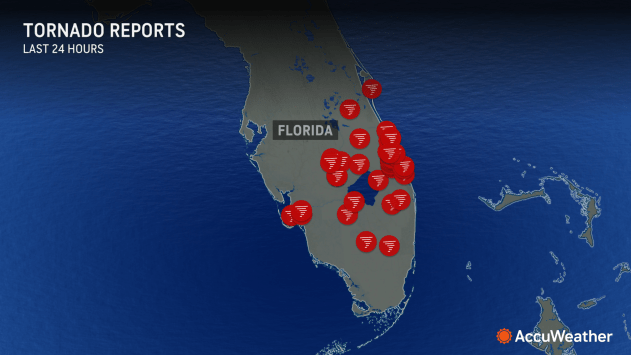 TORNADO REPORTS
LAST 24 HOURS
FLORIDA
AccuWeather